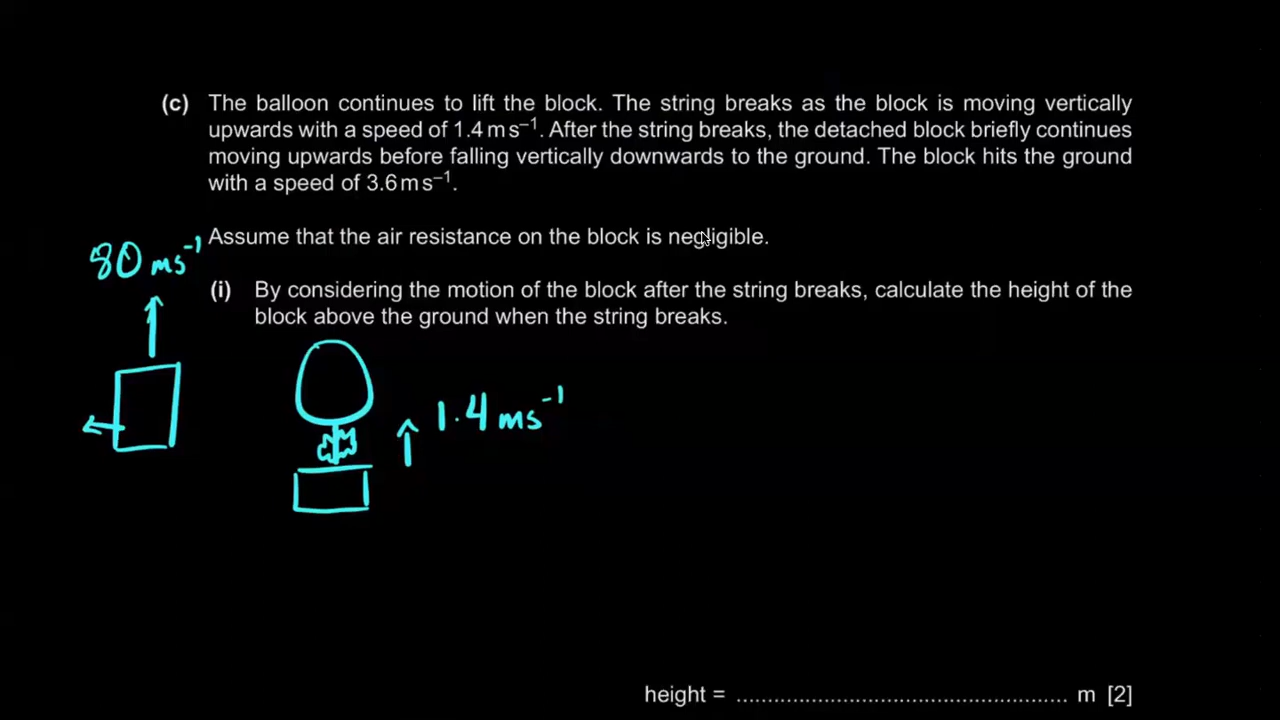 (c) The balloon continues to lift the block. The string breaks as the block is moving vertically
upwards with a speed of 1.4 m s⁻¹. After the string breaks, the detached block briefly continues
moving upwards before falling vertically downwards to the ground. The block hits the ground
with a speed of 3.6 m s⁻¹.
Assume that the air resistance on the block is negligible.
80 ms⁻¹
(i) By considering the motion of the block after the string breaks, calculate the height of the
block above the ground when the string breaks.
1.4 ms⁻¹
height = .................................................. m [2]